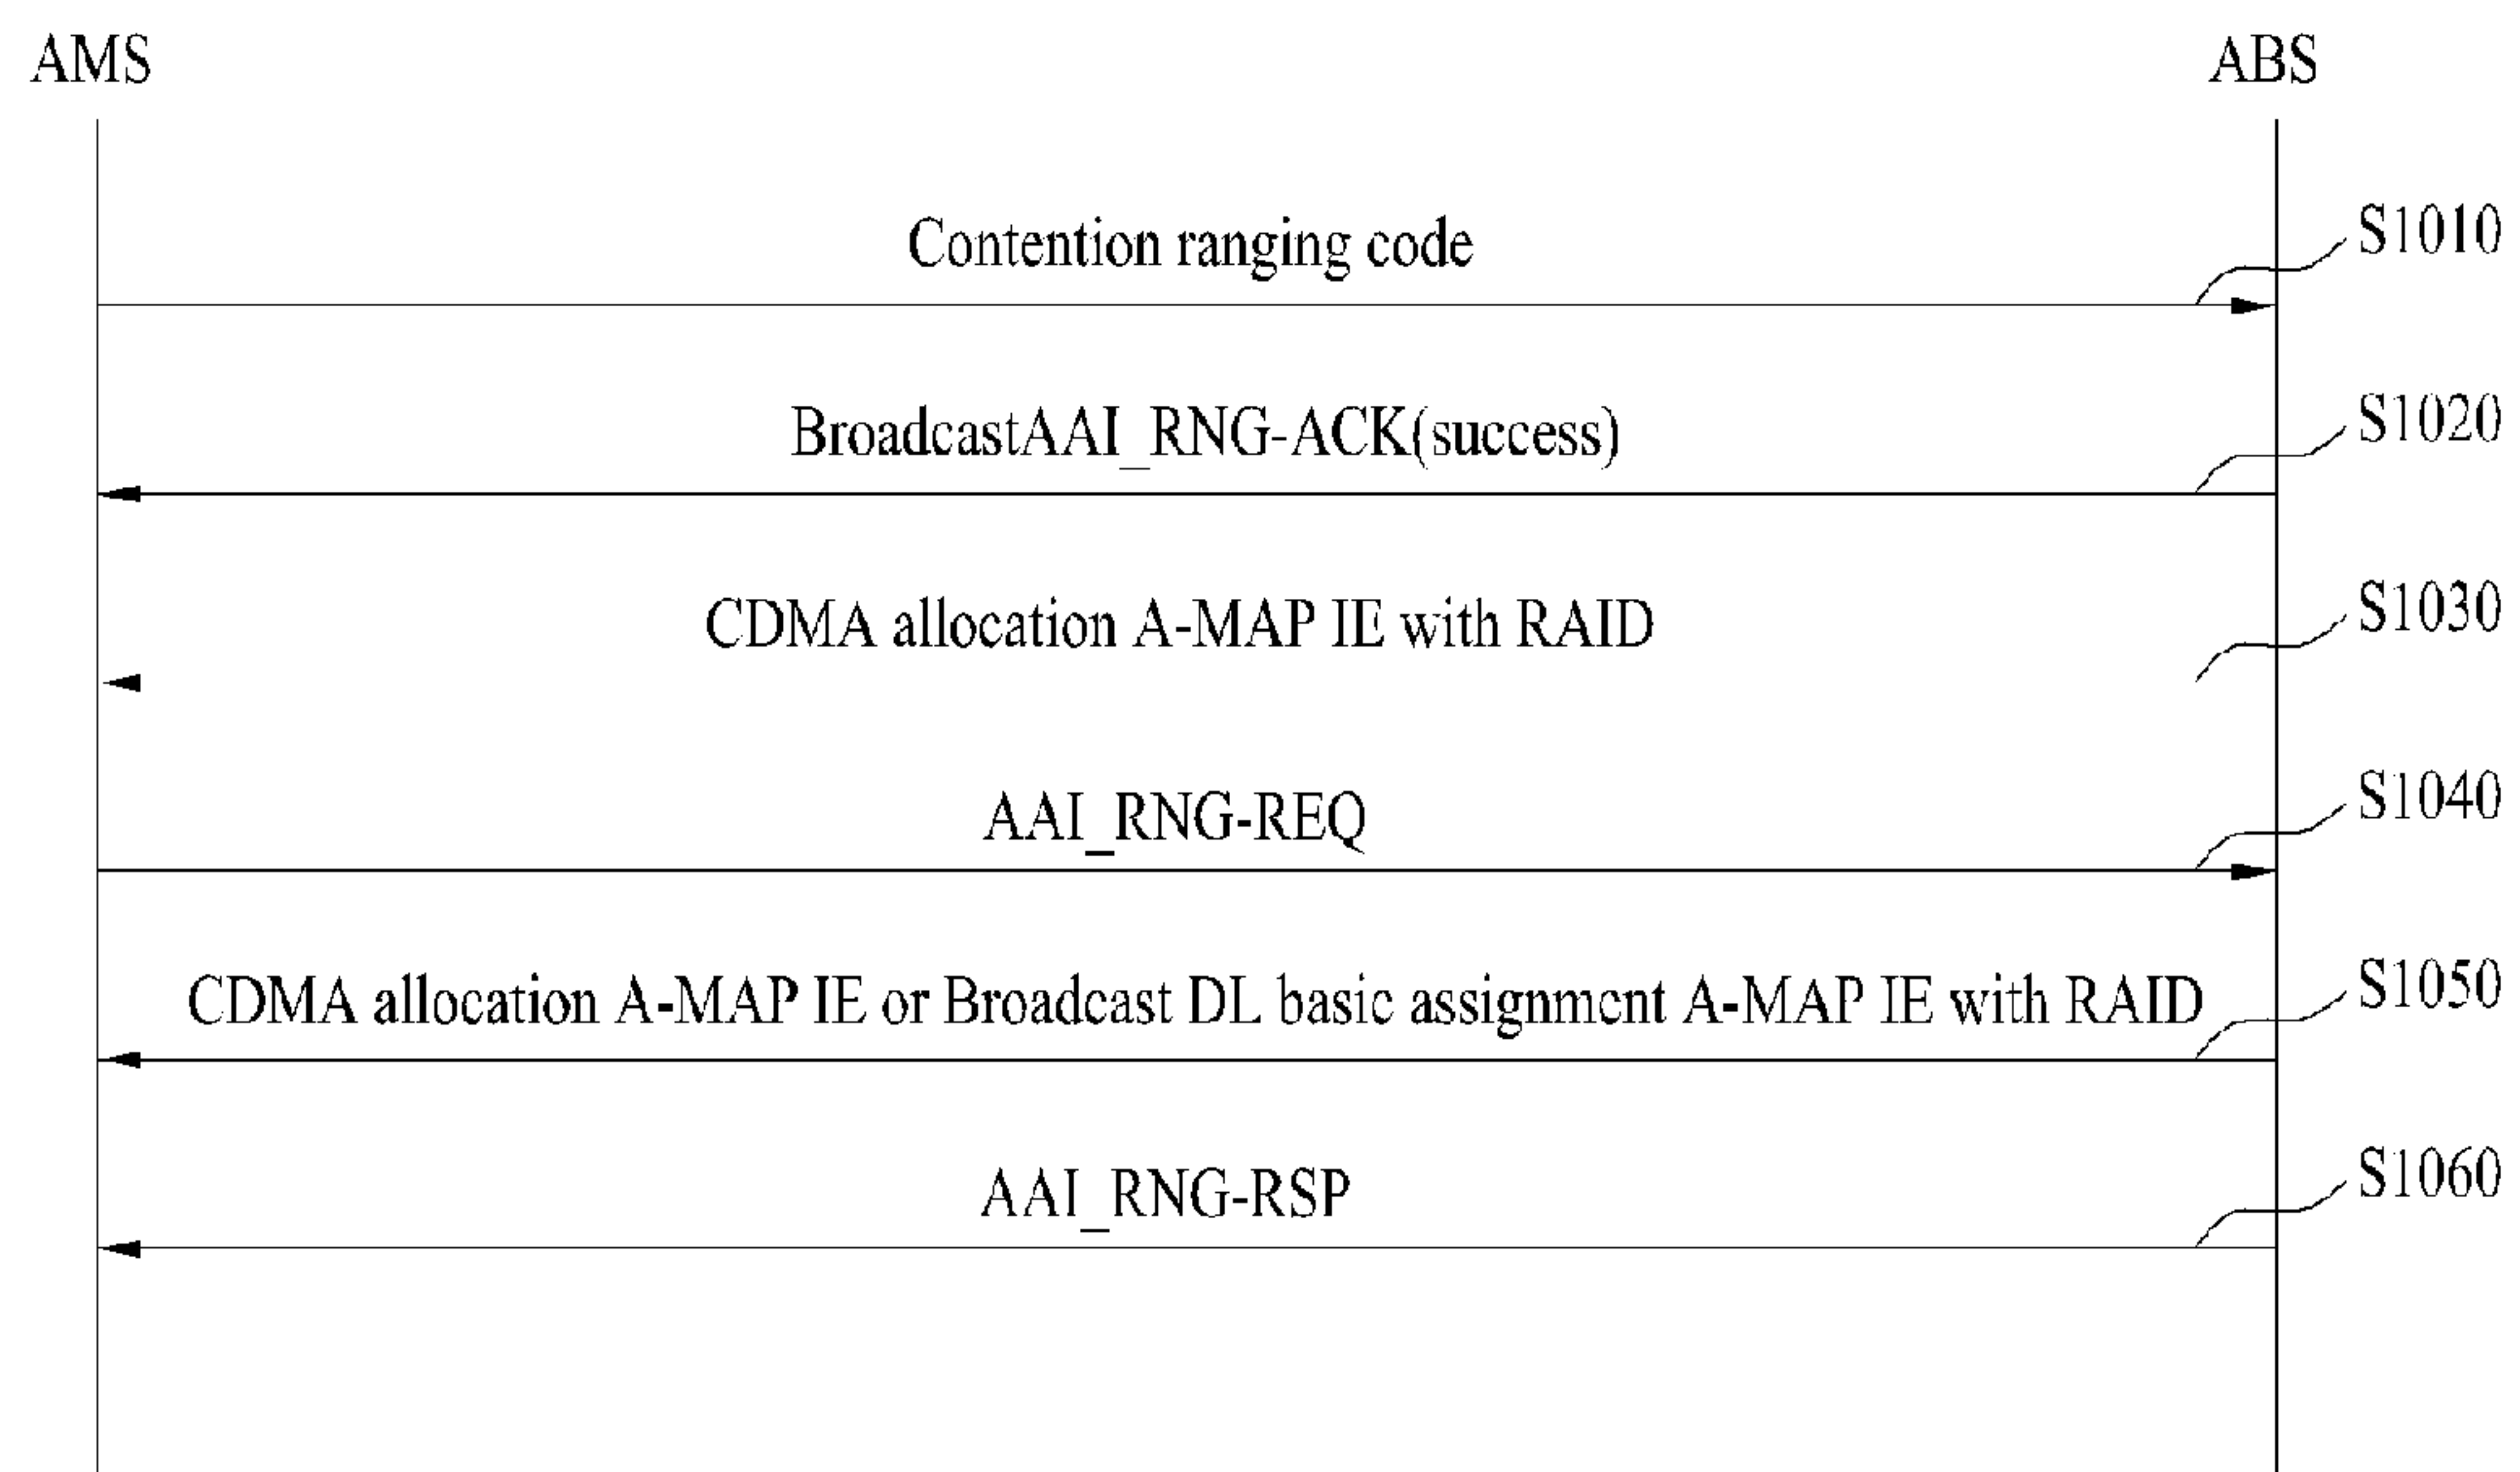 AMS
ABS
Contention ranging code
S1010
BroadcastAAI_RNG-ACK(success)
S1020
CDMA allocation A-MAP IE with RAID
S1030
AAI_RNG-REQ
S1040
CDMA allocation A-MAP IE or Broadcast DL basic assignment A-MAP IE with RAID
S1050
AAI_RNG-RSP
S1060